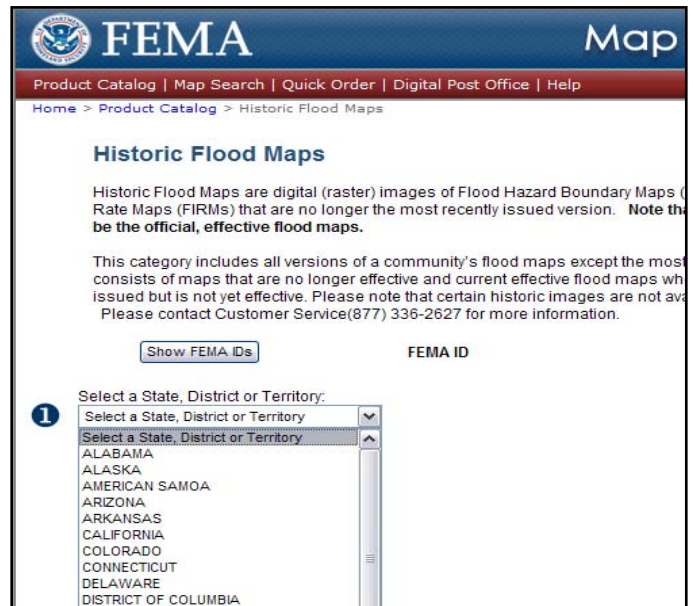 FEMA
Map
Product Catalog | Map Search | Quick Order | Digital Post Office | Help
Home > Product Catalog > Historic Flood Maps
Historic Flood Maps
Historic Flood Maps are digital (raster) images of Flood Hazard Boundary Maps (
Rate Maps (FIRMs) that are no longer the most recently issued version. Note tha
be the official, effective flood maps.
This category includes all versions of a community's flood maps except the most
consists of maps that are no longer effective and current effective flood maps wh
issued but is not yet effective. Please note that certain historic images are not ava
Please contact Customer Service(877) 336-2627 for more information.
Show FEMA IDs FEMA ID
Select a State, District or Territory:
1 Select a State, District or Territory
Select a State, District or Territory
ALABAMA
ALASKA
AMERICAN SAMOA
ARIZONA
ARKANSAS
CALIFORNIA
COLORADO
CONNECTICUT
DELAWARE
DISTRICT OF COLUMBIA